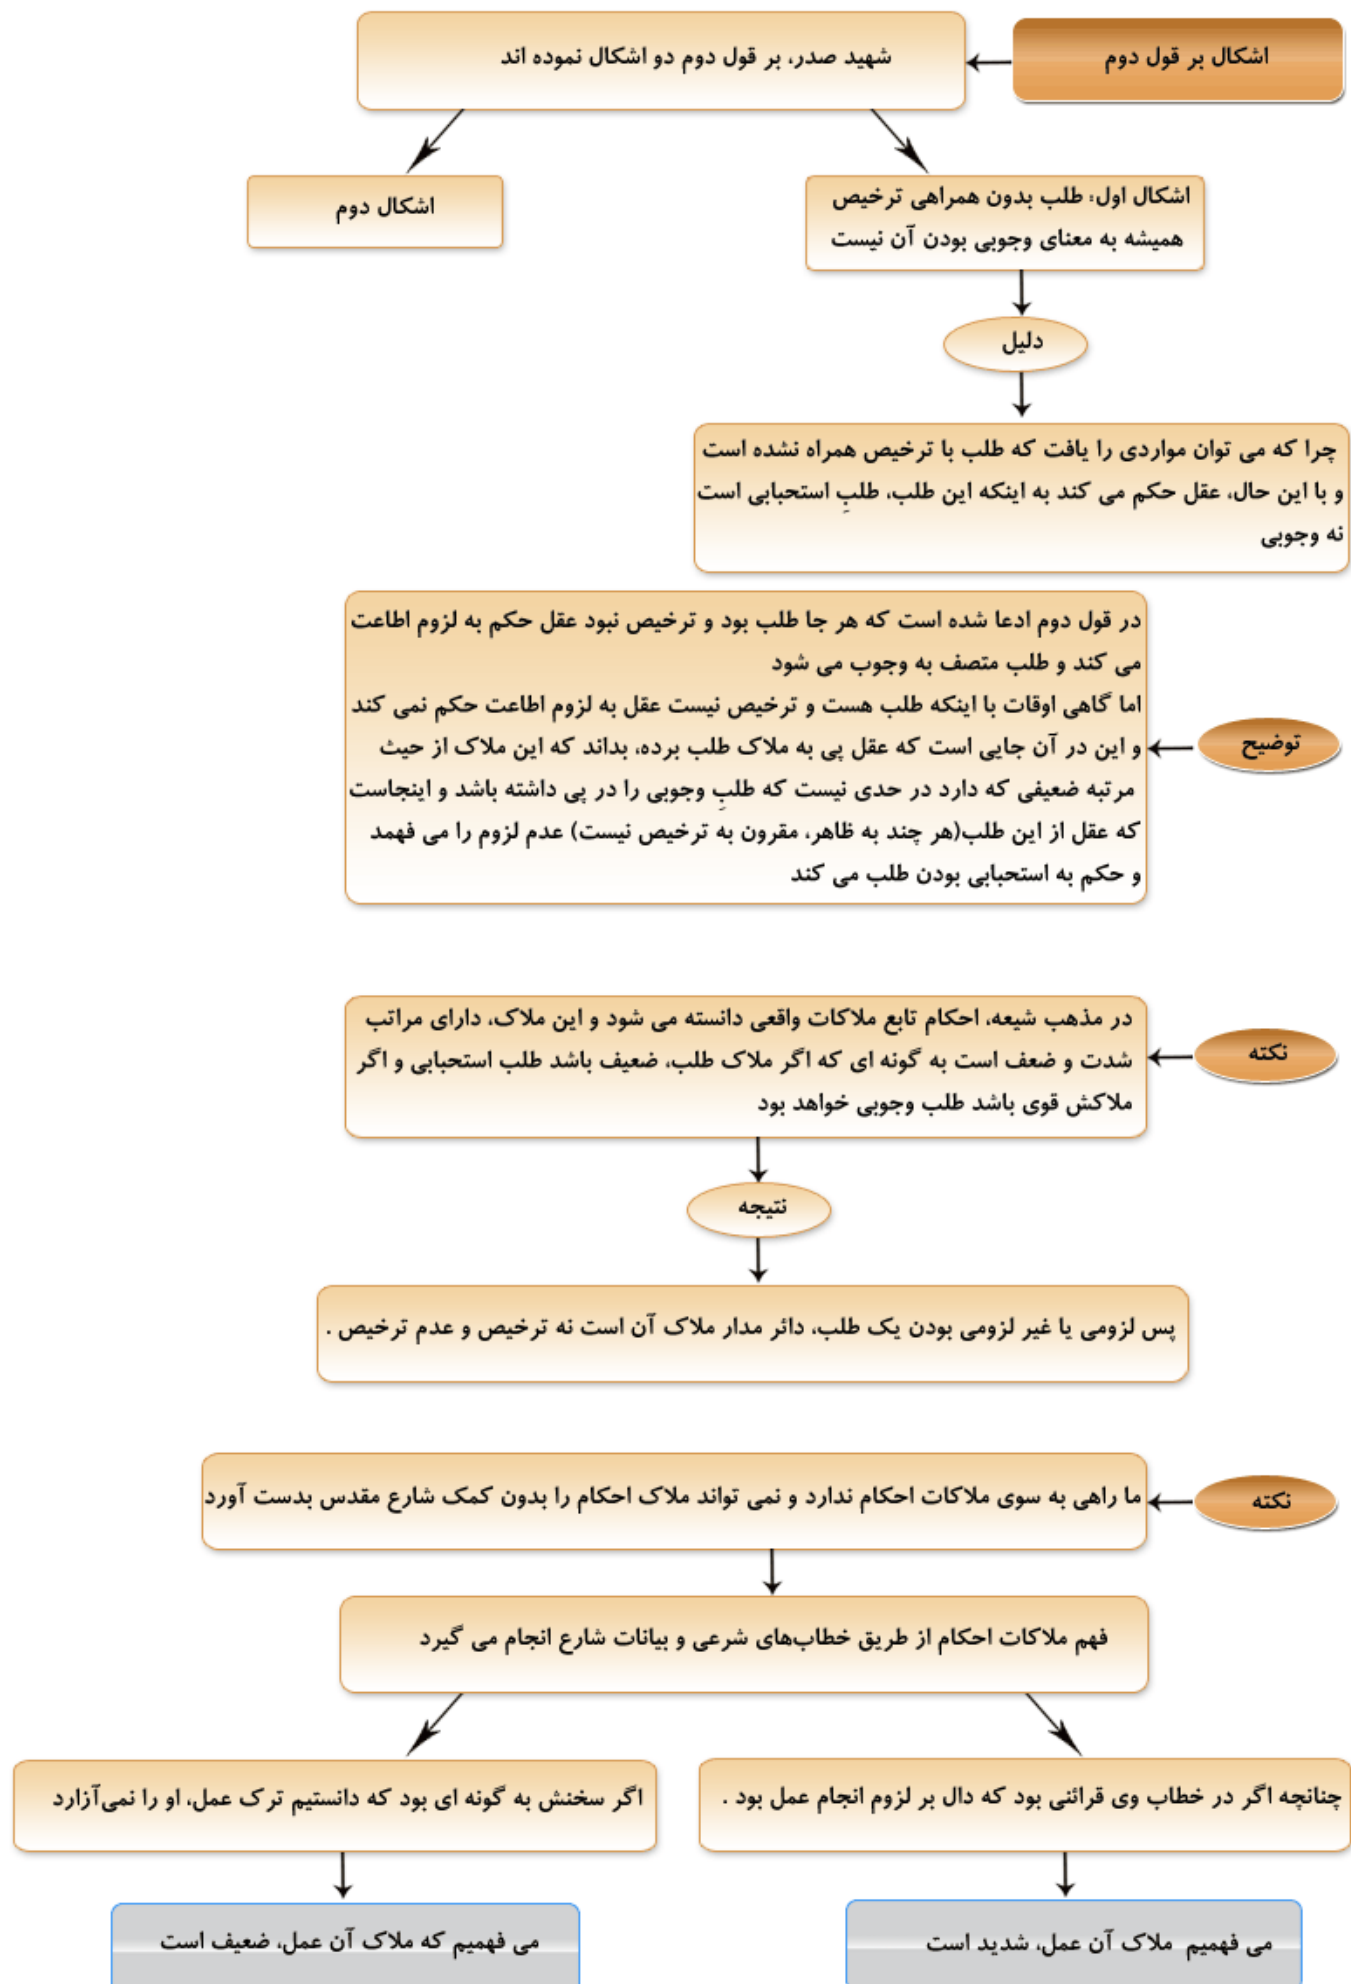 اشکال بر قول دوم
شهید صدر، بر قول دوم دو اشکال نموده اند
اشکال اول: طلب بدون همراهی ترخیص
همیشه به معنای وجوبی بودن آن نیست
اشکال دوم
دلیل
چرا که می توان مواردی را یافت که طلب با ترخیص همراه نشده است
و با این حال، عقل حکم می کند به اینکه این طلب، طلبِ استحبابی است
نه وجوبی
توضیح
در قول دوم ادعا شده است که هر جا طلب بود و ترخیص نبود عقل حکم به لزوم اطاعت
می کند و طلب متصف به وجوب می شود
اما گاهی اوقات با اینکه طلب هست و ترخیص نیست عقل به لزوم اطاعت حکم نمی کند
و این در آن جایی است که عقل پی به ملاک طلب برده، بداند که این ملاک از حیث
مرتبه ضعیفی که دارد در حدی نیست که طلبِ وجوبی را در پی داشته باشد و اینجاست
که عقل از این طلب(هر چند به ظاهر، مقرون به ترخیص نیست) عدم لزوم را می فهمد
و حکم به استحبابی بودن طلب می کند
نکته
در مذهب شیعه، احکام تابع ملاکات واقعی دانسته می شود و این ملاک، دارای مراتب
شدت و ضعف است به گونه ای که اگر ملاک طلب، ضعیف باشد طلب استحبابی و اگر
ملاکش قوی باشد طلب وجوبی خواهد بود
نتیجه
پس لزومی یا غیر لزومی بودن یک طلب، دائر مدار ملاک آن است نه ترخیص و عدم ترخیص .
نکته
ما راهی به سوی ملاکات احکام ندارد و نمی تواند ملاک احکام را بدون کمک شارع مقدس بدست آورد
فهم ملاکات احکام از طریق خطاب‌های شرعی و بیانات شارع انجام می گیرد
چنانچه اگر در خطاب وی قرائنی بود که دال بر لزوم انجام عمل بود .
اگر سخنش به گونه ای بود که دانستیم ترک عمل، او را نمی‌آزارد
می فهمیم ملاک آن عمل، شدید است
می فهمیم که ملاک آن عمل، ضعیف است